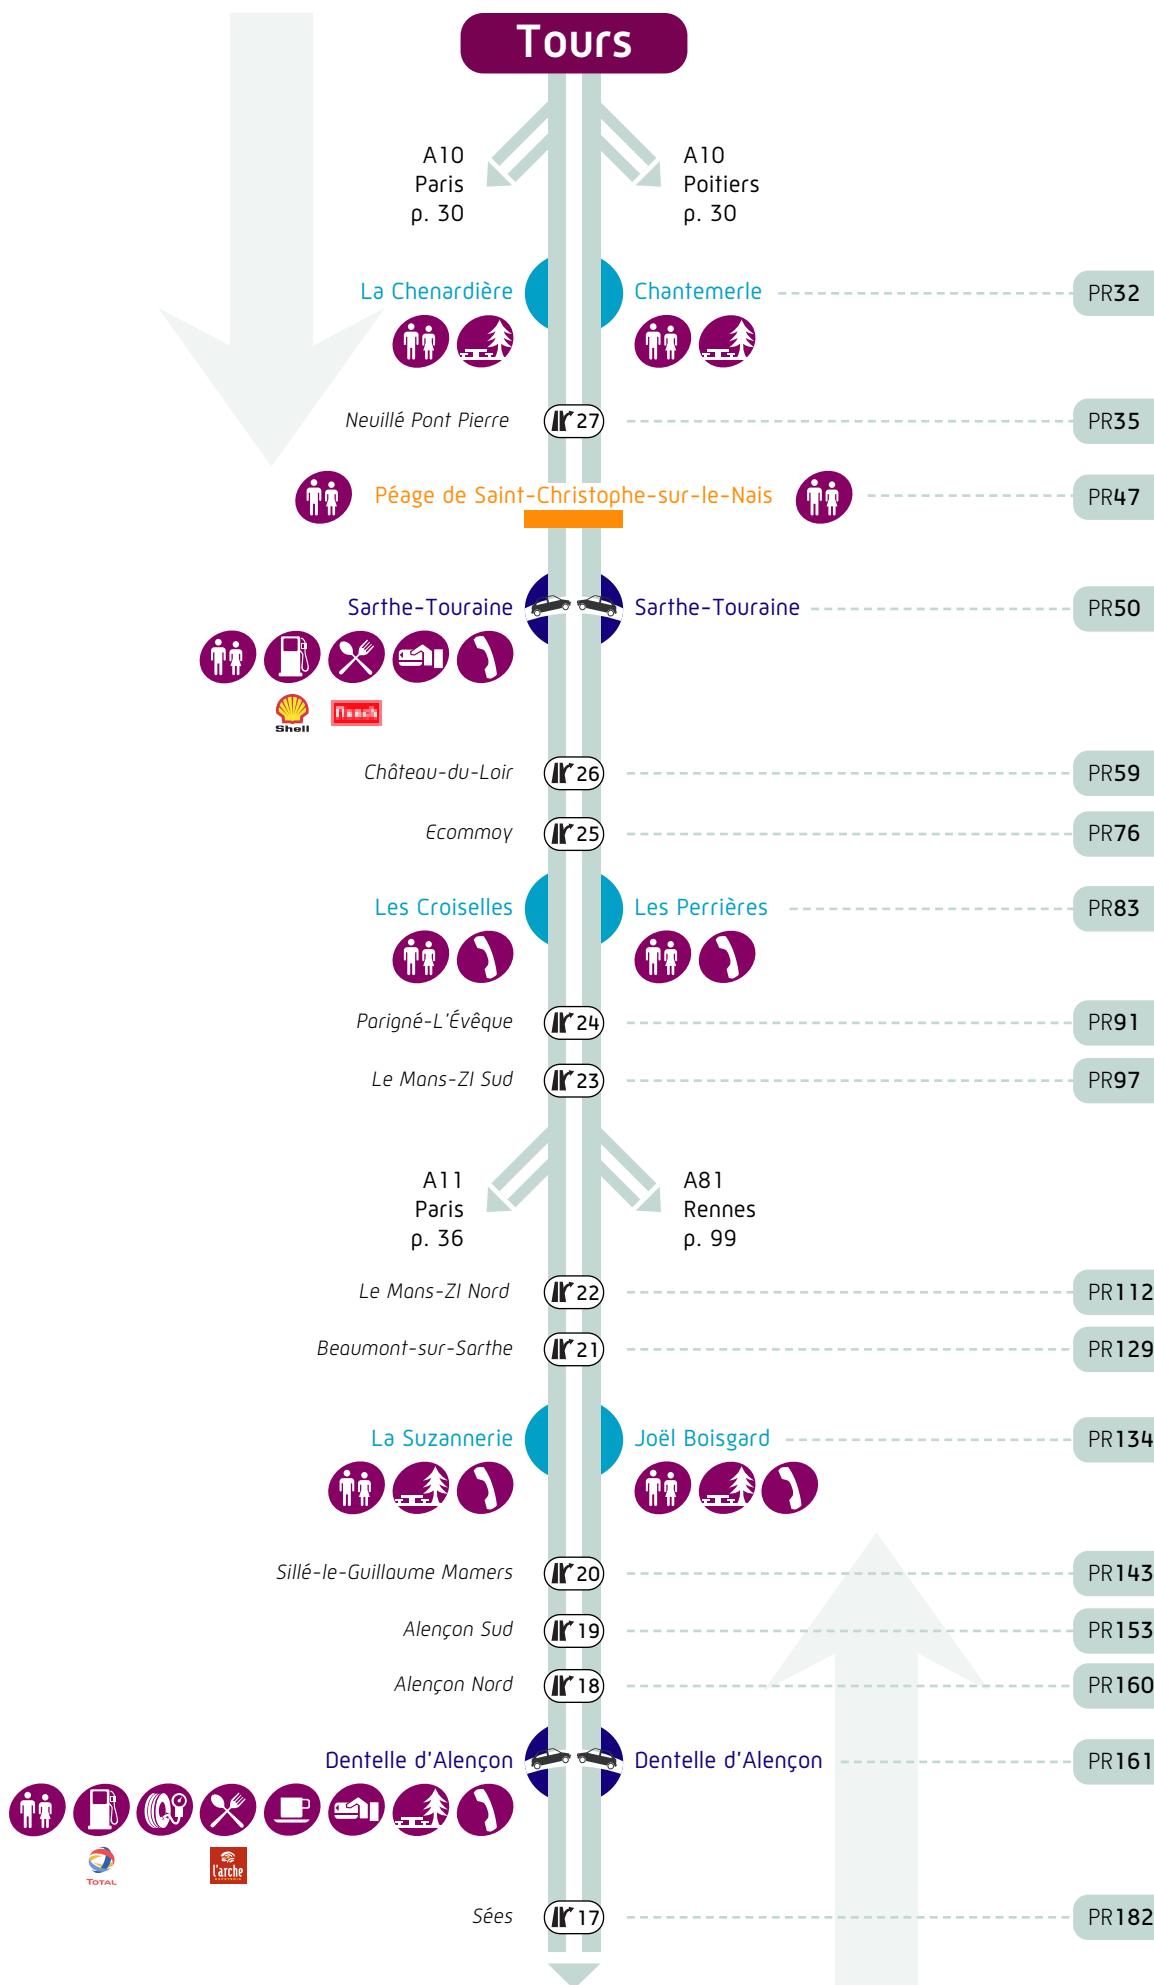 Tours
A10
Paris
p. 30
A10
Poitiers
p. 30
La Chenardière Chantemerle PR32
Neuillé Pont Pierre 27 PR35
Péage de Saint-Christophe-sur-le-Nais PR47
Sarthe-Touraine Sarthe-Touraine PR50
Shell
Château-du-Loir 26 PR59
Ecommoy 25 PR76
Les Croiselles Les Perrières PR83
Parigné-L'Évêque 24 PR91
Le Mans-ZI Sud 23 PR97
A11
Paris
p. 36
A81
Rennes
p. 99
Le Mans-ZI Nord 22 PR112
Beaumont-sur-Sarthe 21 PR129
La Suzannerie Joël Boisgard PR134
Sillé-le-Guillaume Mamers 20 PR143
Alençon Sud 19 PR153
Alençon Nord 18 PR160
Dentelle d'Alençon Dentelle d'Alençon PR161
TOTAL l'arche
Sées 17 PR182